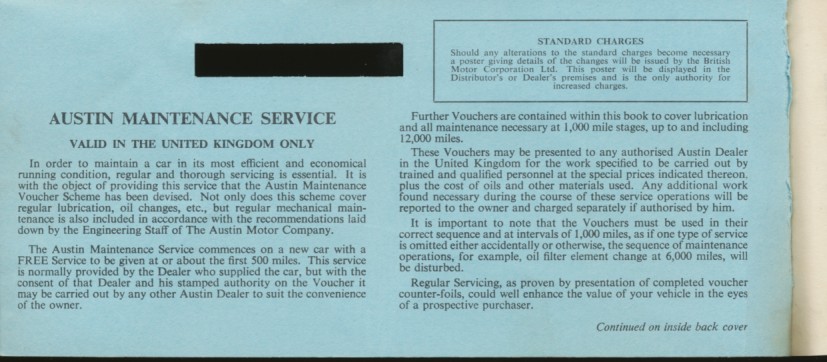 AUSTIN MAINTENANCE SERVICE
VALID IN THE UNITED KINGDOM ONLY
In order to maintain a car in its most efficient and economical
running condition, regular and thorough servicing is essential. It is
with the object of providing this service that the Austin Maintenance
Voucher Scheme has been devised. Not only does this scheme cover
regular lubrication, oil changes, etc., but regular mechanical main-
tenance is also included in accordance with the recommendations laid
down by the Engineering Staff of The Austin Motor Company.
The Austin Maintenance Service commences on a new car with a
FREE Service to be given at or about the first 500 miles. This service
is normally provided by the Dealer who supplied the car, but with the
consent of that Dealer and his stamped authority on the Voucher it
may be carried out by any other Austin Dealer to suit the convenience
of the owner.
STANDARD CHARGES
Should any alterations to the standard charges become necessary
a poster giving details of the changes will be issued by the British
Motor Corporation Ltd. This poster will be displayed in the
Distributor's or Dealer's premises and is the only authority for
increased charges.
Further Vouchers are contained within this book to cover lubrication
and all maintenance necessary at 1,000 mile stages, up to and including
12,000 miles.
These Vouchers may be presented to any authorised Austin Dealer
in the United Kingdom for the work specified to be carried out by
trained and qualified personnel at the special prices indicated thereon,
plus the cost of oils and other materials used. Any additional work
found necessary during the course of these service operations will be
reported to the owner and charged separately if authorised by him.
It is important to note that the Vouchers must be used in their
correct sequence and at intervals of 1,000 miles, as if one type of service
is omitted either accidentally or otherwise, the sequence of maintenance
operations, for example, oil filter element change at 6,000 miles, will
be disturbed.
Regular Servicing, as proven by presentation of completed voucher
counter-foils, could well enhance the value of your vehicle in the eyes
of a prospective purchaser.
Continued on inside back cover